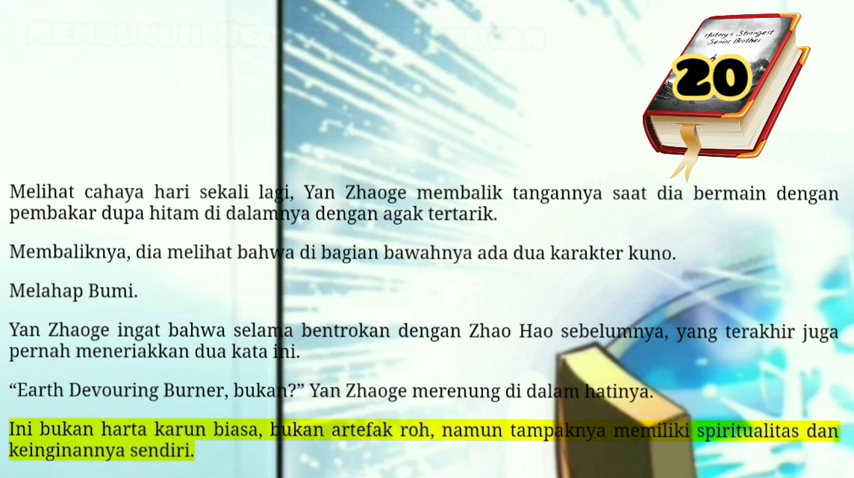 History's Strongest
Senior Brother
20
Melihat cahaya hari sekali lagi, Yan Zhaoge membalik tangannya saat dia bermain dengan
pembakar dupa hitam di dalamnya dengan agak tertarik.
Membaliknya, dia melihat bahwa di bagian bawahnya ada dua karakter kuno.
Melahap Bumi.
Yan Zhaoge ingat bahwa selama bentrokan dengan Zhao Hao sebelumnya, yang terakhir juga
pernah meneriakkan dua kata ini.
“Earth Devouring Burner, bukan?” Yan Zhaoge merenung di dalam hatinya.
Ini bukan harta karun biasa, bukan artefak roh, namun tampaknya memiliki spiritualitas dan
keinginannya sendiri.